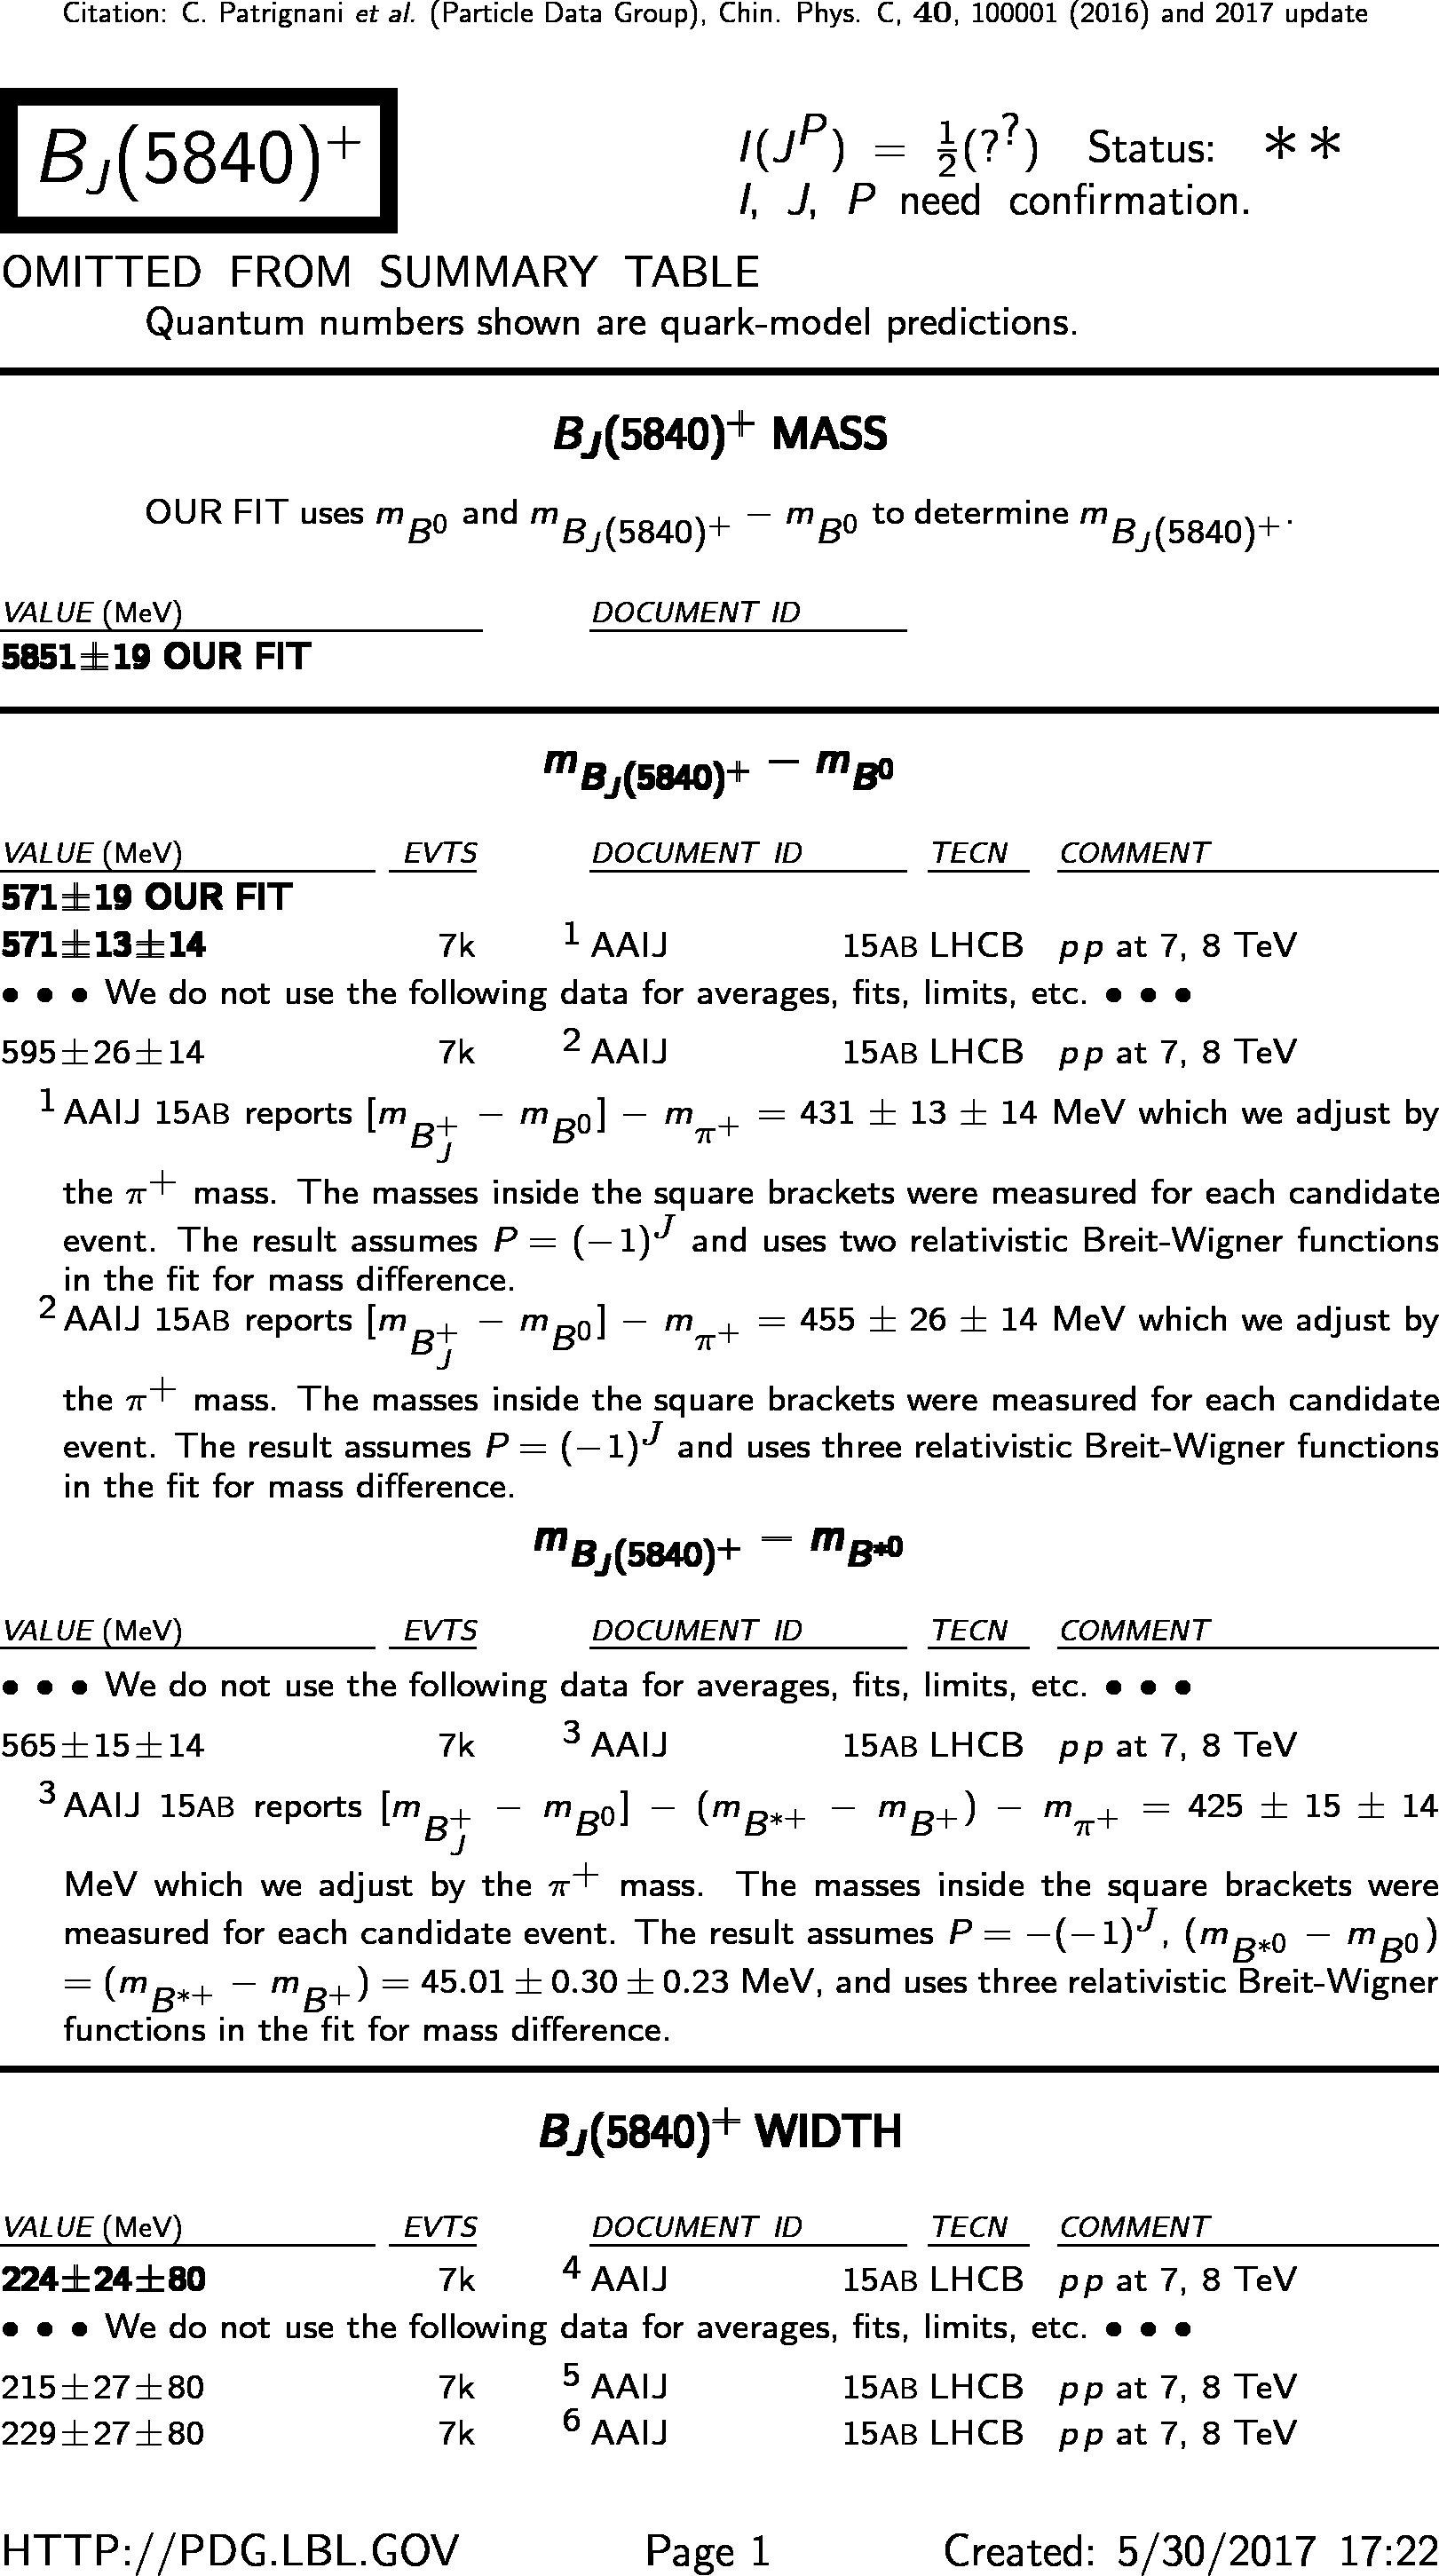 Citation: C. Patrignani et al. (Particle Data Group), Chin. Phys. C, 40, 100001 (2016) and 2017 update
B_J(5840)^+ I(J^P) = 1/2(?^?) Status: ∗∗
I, J, P need confirmation.
OMITTED FROM SUMMARY TABLE
Quantum numbers shown are quark-model predictions.
B_J(5840)^+ MASS
OUR FIT uses m_{B^0} and m_{B_J(5840)^+} − m_{B^0} to determine m_{B_J(5840)^+}.
VALUE (MeV) DOCUMENT ID
5851±19 OUR FIT
m_{B_J(5840)^+} − m_{B^0}
VALUE (MeV) EVTS DOCUMENT ID TECN COMMENT
571±19 OUR FIT
571±13±14 7k 1 AAIJ 15AB LHCB pp at 7, 8 TeV
• • • We do not use the following data for averages, fits, limits, etc. • • •
595±26±14 7k 2 AAIJ 15AB LHCB pp at 7, 8 TeV
1 AAIJ 15AB reports [m_{B_J^+} − m_{B^0}] − m_{π^+} = 431 ± 13 ± 14 MeV which we adjust by
the π^+ mass. The masses inside the square brackets were measured for each candidate
event. The result assumes P = (−1)^J and uses two relativistic Breit-Wigner functions
in the fit for mass difference.
2 AAIJ 15AB reports [m_{B_J^+} − m_{B^0}] − m_{π^+} = 455 ± 26 ± 14 MeV which we adjust by
the π^+ mass. The masses inside the square brackets were measured for each candidate
event. The result assumes P = (−1)^J and uses three relativistic Breit-Wigner functions
in the fit for mass difference.
m_{B_J(5840)^+} − m_{B^{*0}}
VALUE (MeV) EVTS DOCUMENT ID TECN COMMENT
• • • We do not use the following data for averages, fits, limits, etc. • • •
565±15±14 7k 3 AAIJ 15AB LHCB pp at 7, 8 TeV
3 AAIJ 15AB reports [m_{B_J^+} − m_{B^0}] − (m_{B^{*+}} − m_{B^+}) − m_{π^+} = 425 ± 15 ± 14
MeV which we adjust by the π^+ mass. The masses inside the square brackets were
measured for each candidate event. The result assumes P = −(−1)^J, (m_{B^{*0}} − m_{B^0})
= (m_{B^{*+}} − m_{B^+}) = 45.01 ± 0.30 ± 0.23 MeV, and uses three relativistic Breit-Wigner
functions in the fit for mass difference.
B_J(5840)^+ WIDTH
VALUE (MeV) EVTS DOCUMENT ID TECN COMMENT
224±24±80 7k 4 AAIJ 15AB LHCB pp at 7, 8 TeV
• • • We do not use the following data for averages, fits, limits, etc. • • •
215±27±80 7k 5 AAIJ 15AB LHCB pp at 7, 8 TeV
229±27±80 7k 6 AAIJ 15AB LHCB pp at 7, 8 TeV
HTTP://PDG.LBL.GOV Page 1 Created: 5/30/2017 17:22